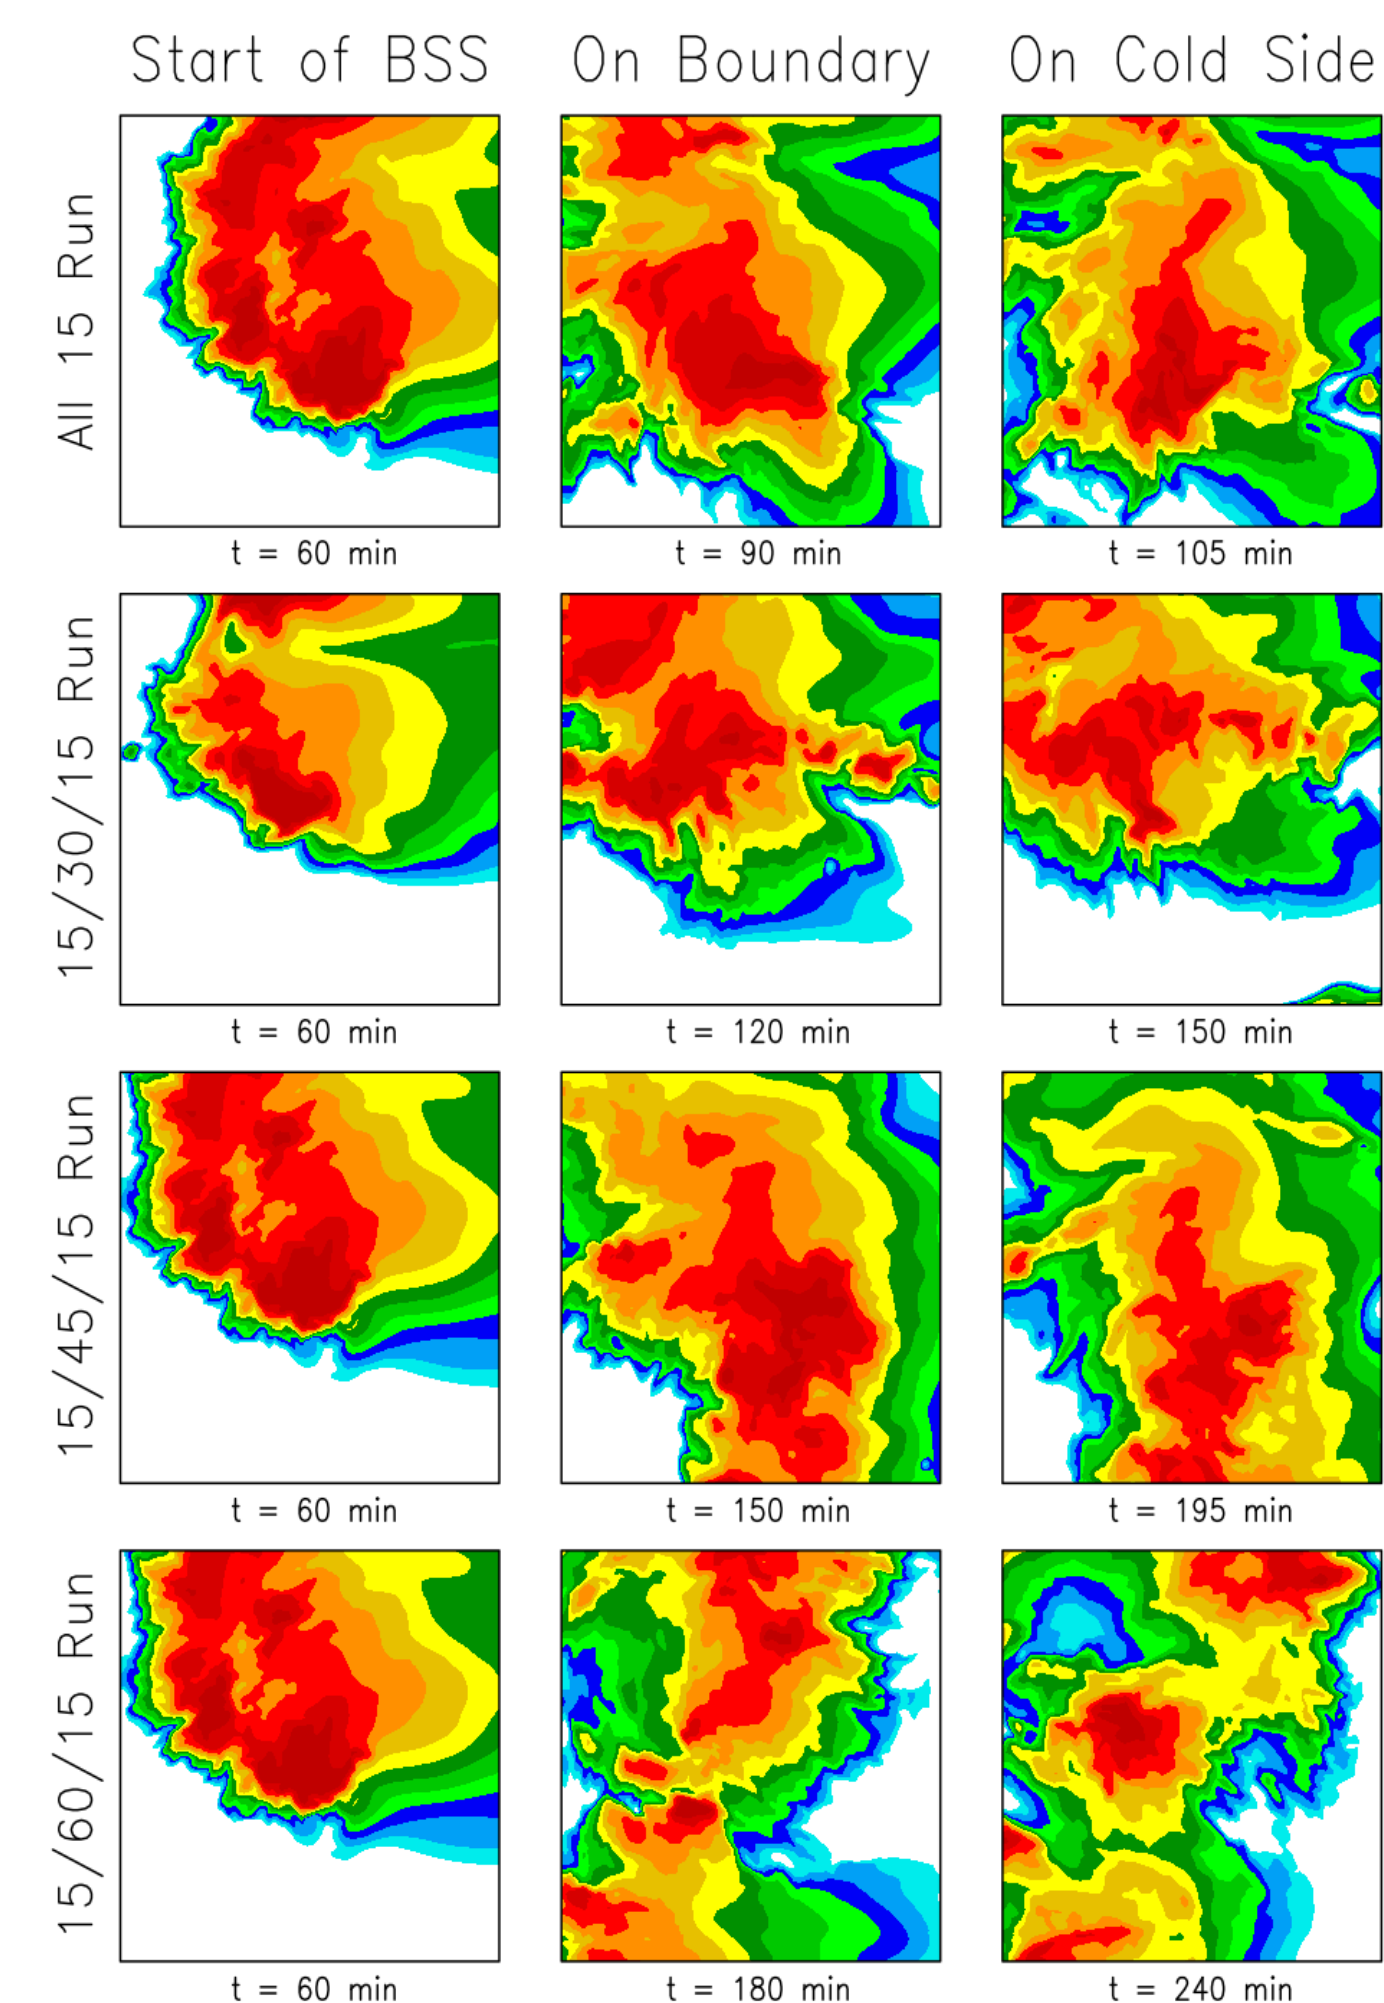 Start of BSS
On Boundary
On Cold Side
All 15 Run
t = 60 min
t = 90 min
t = 105 min
15/30/15 Run
t = 60 min
t = 120 min
t = 150 min
15/45/15 Run
t = 60 min
t = 150 min
t = 195 min
15/60/15 Run
t = 60 min
t = 180 min
t = 240 min